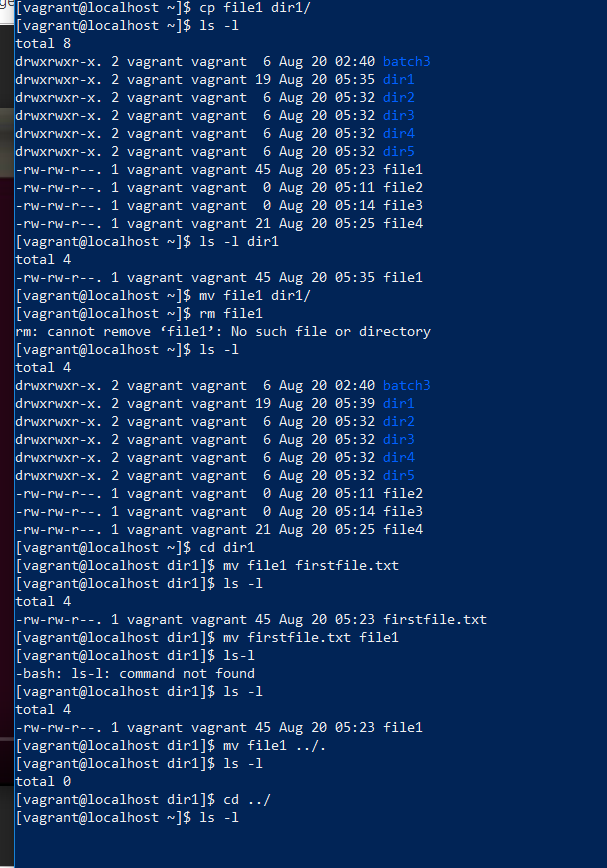 [vagrant@localhost ~]$ cp file1 dir1/
[vagrant@localhost ~]$ ls -l
total 8
drwxrwxr-x. 2 vagrant vagrant  6 Aug 20 02:40 batch3
drwxrwxr-x. 2 vagrant vagrant 19 Aug 20 05:35 dir1
drwxrwxr-x. 2 vagrant vagrant  6 Aug 20 05:32 dir2
drwxrwxr-x. 2 vagrant vagrant  6 Aug 20 05:32 dir3
drwxrwxr-x. 2 vagrant vagrant  6 Aug 20 05:32 dir4
drwxrwxr-x. 2 vagrant vagrant  6 Aug 20 05:32 dir5
-rw-rw-r--. 1 vagrant vagrant 45 Aug 20 05:23 file1
-rw-rw-r--. 1 vagrant vagrant  0 Aug 20 05:11 file2
-rw-rw-r--. 1 vagrant vagrant  0 Aug 20 05:14 file3
-rw-rw-r--. 1 vagrant vagrant 21 Aug 20 05:25 file4
[vagrant@localhost ~]$ ls -l dir1
total 4
-rw-rw-r--. 1 vagrant vagrant 45 Aug 20 05:35 file1
[vagrant@localhost ~]$ mv file1 dir1/
[vagrant@localhost ~]$ rm file1
rm: cannot remove ‘file1’: No such file or directory
[vagrant@localhost ~]$ ls -l
total 4
drwxrwxr-x. 2 vagrant vagrant  6 Aug 20 02:40 batch3
drwxrwxr-x. 2 vagrant vagrant 19 Aug 20 05:39 dir1
drwxrwxr-x. 2 vagrant vagrant  6 Aug 20 05:32 dir2
drwxrwxr-x. 2 vagrant vagrant  6 Aug 20 05:32 dir3
drwxrwxr-x. 2 vagrant vagrant  6 Aug 20 05:32 dir4
drwxrwxr-x. 2 vagrant vagrant  6 Aug 20 05:32 dir5
-rw-rw-r--. 1 vagrant vagrant  0 Aug 20 05:11 file2
-rw-rw-r--. 1 vagrant vagrant  0 Aug 20 05:14 file3
-rw-rw-r--. 1 vagrant vagrant 21 Aug 20 05:25 file4
[vagrant@localhost ~]$ cd dir1
[vagrant@localhost dir1]$ mv file1 firstfile.txt
[vagrant@localhost dir1]$ ls -l
total 4
-rw-rw-r--. 1 vagrant vagrant 45 Aug 20 05:23 firstfile.txt
[vagrant@localhost dir1]$ mv firstfile.txt file1
[vagrant@localhost dir1]$ ls-l
-bash: ls-l: command not found
[vagrant@localhost dir1]$ ls -l
total 4
-rw-rw-r--. 1 vagrant vagrant 45 Aug 20 05:23 file1
[vagrant@localhost dir1]$ mv file1 ../.
[vagrant@localhost dir1]$ ls -l
total 0
[vagrant@localhost dir1]$ cd ../
[vagrant@localhost ~]$ ls -l